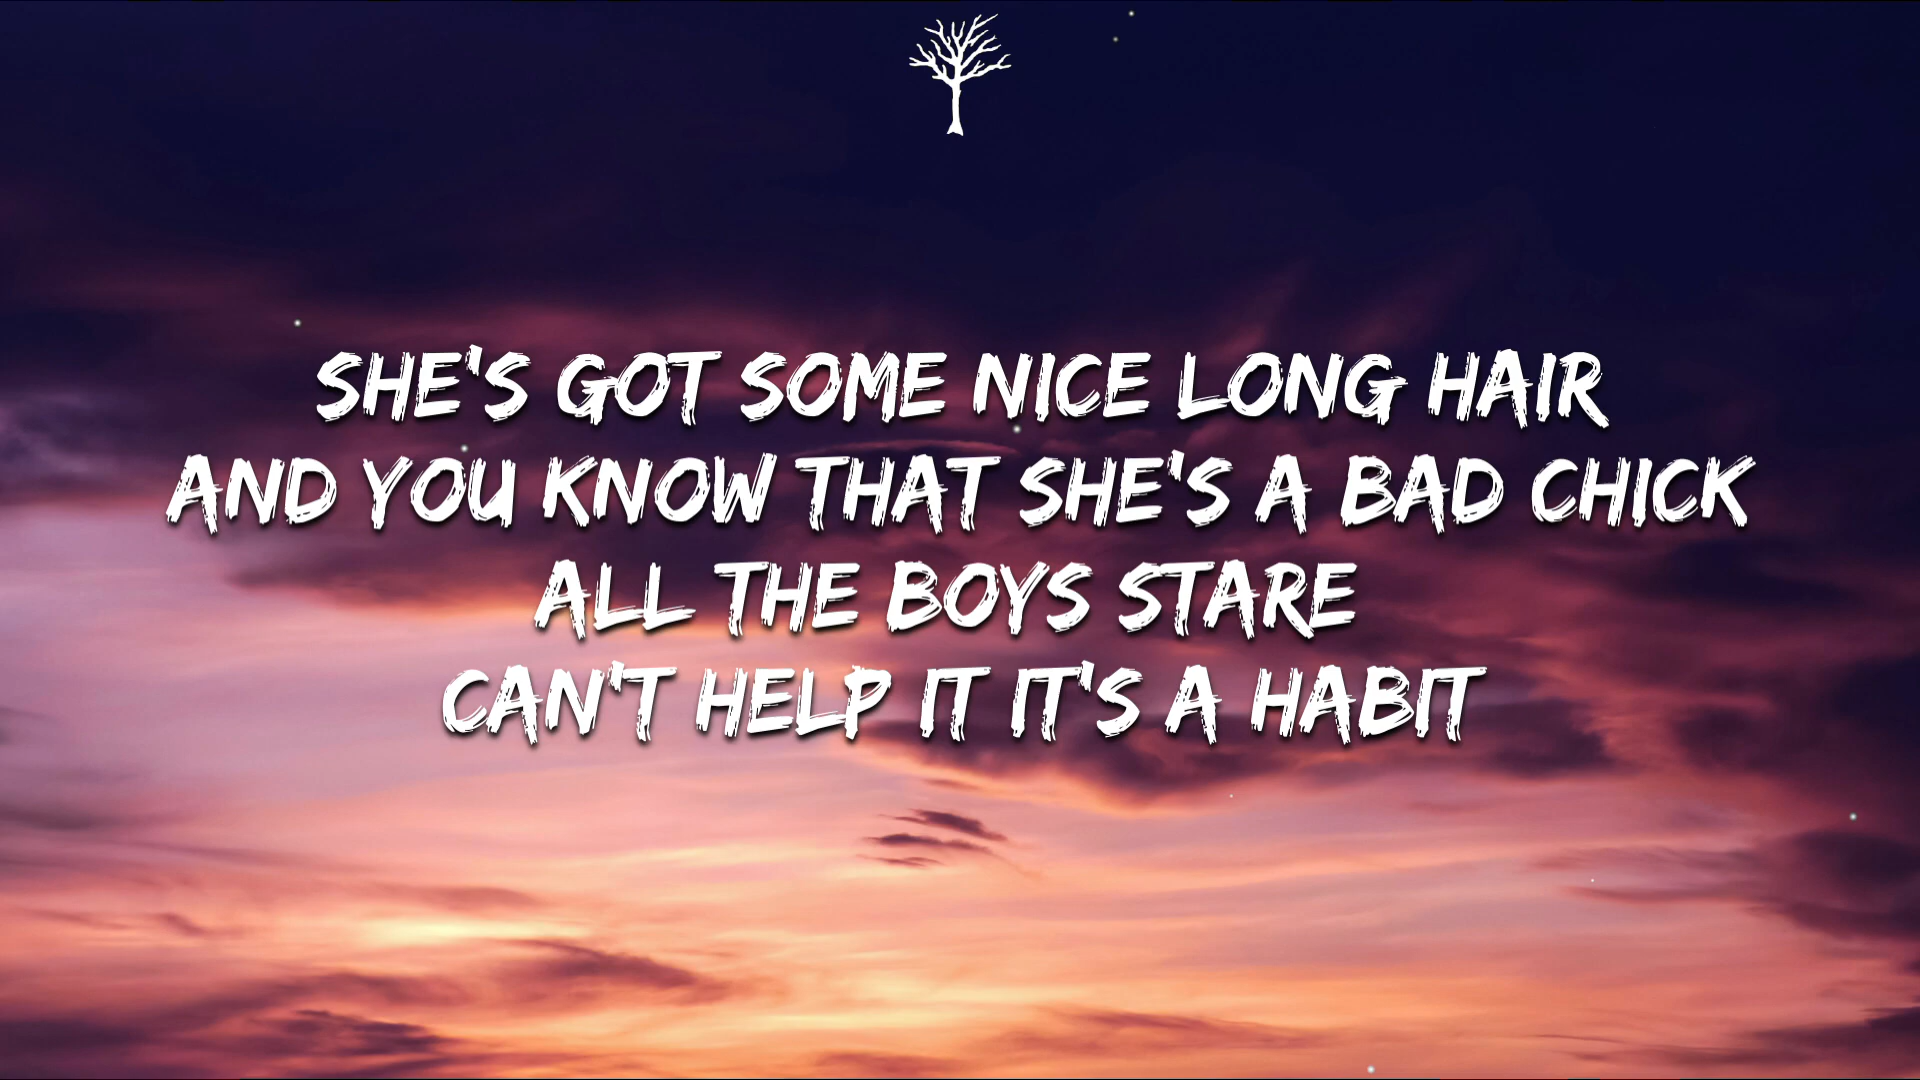 SHE'S GOT SOME NICE LONG HAIR
AND YOU KNOW THAT SHE'S A BAD CHICK
ALL THE BOYS STARE
CAN'T HELP IT IT'S A HABIT